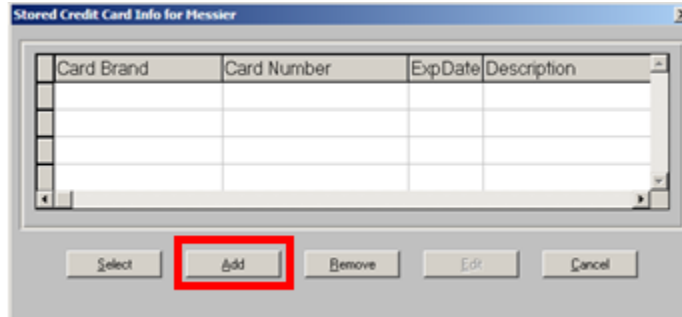 Stored Credit Card Info for Messier
Card Brand Card Number ExpDate Description
Select Add Remove Edit Cancel